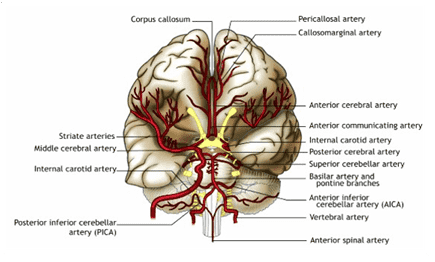 Corpus callosum
Pericallosal artery
Callosomarginal artery
Anterior cerebral artery
Anterior communicating artery
Striate arteries
Internal carotid artery
Middle cerebral artery
Posterior cerebral artery
Superior cerebellar artery
Internal carotid artery
Basilar artery and
pontine branches
Anterior inferior
cerebellar artery (AICA)
Posterior inferior cerebellar
artery (PICA)
Vertebral artery
Anterior spinal artery